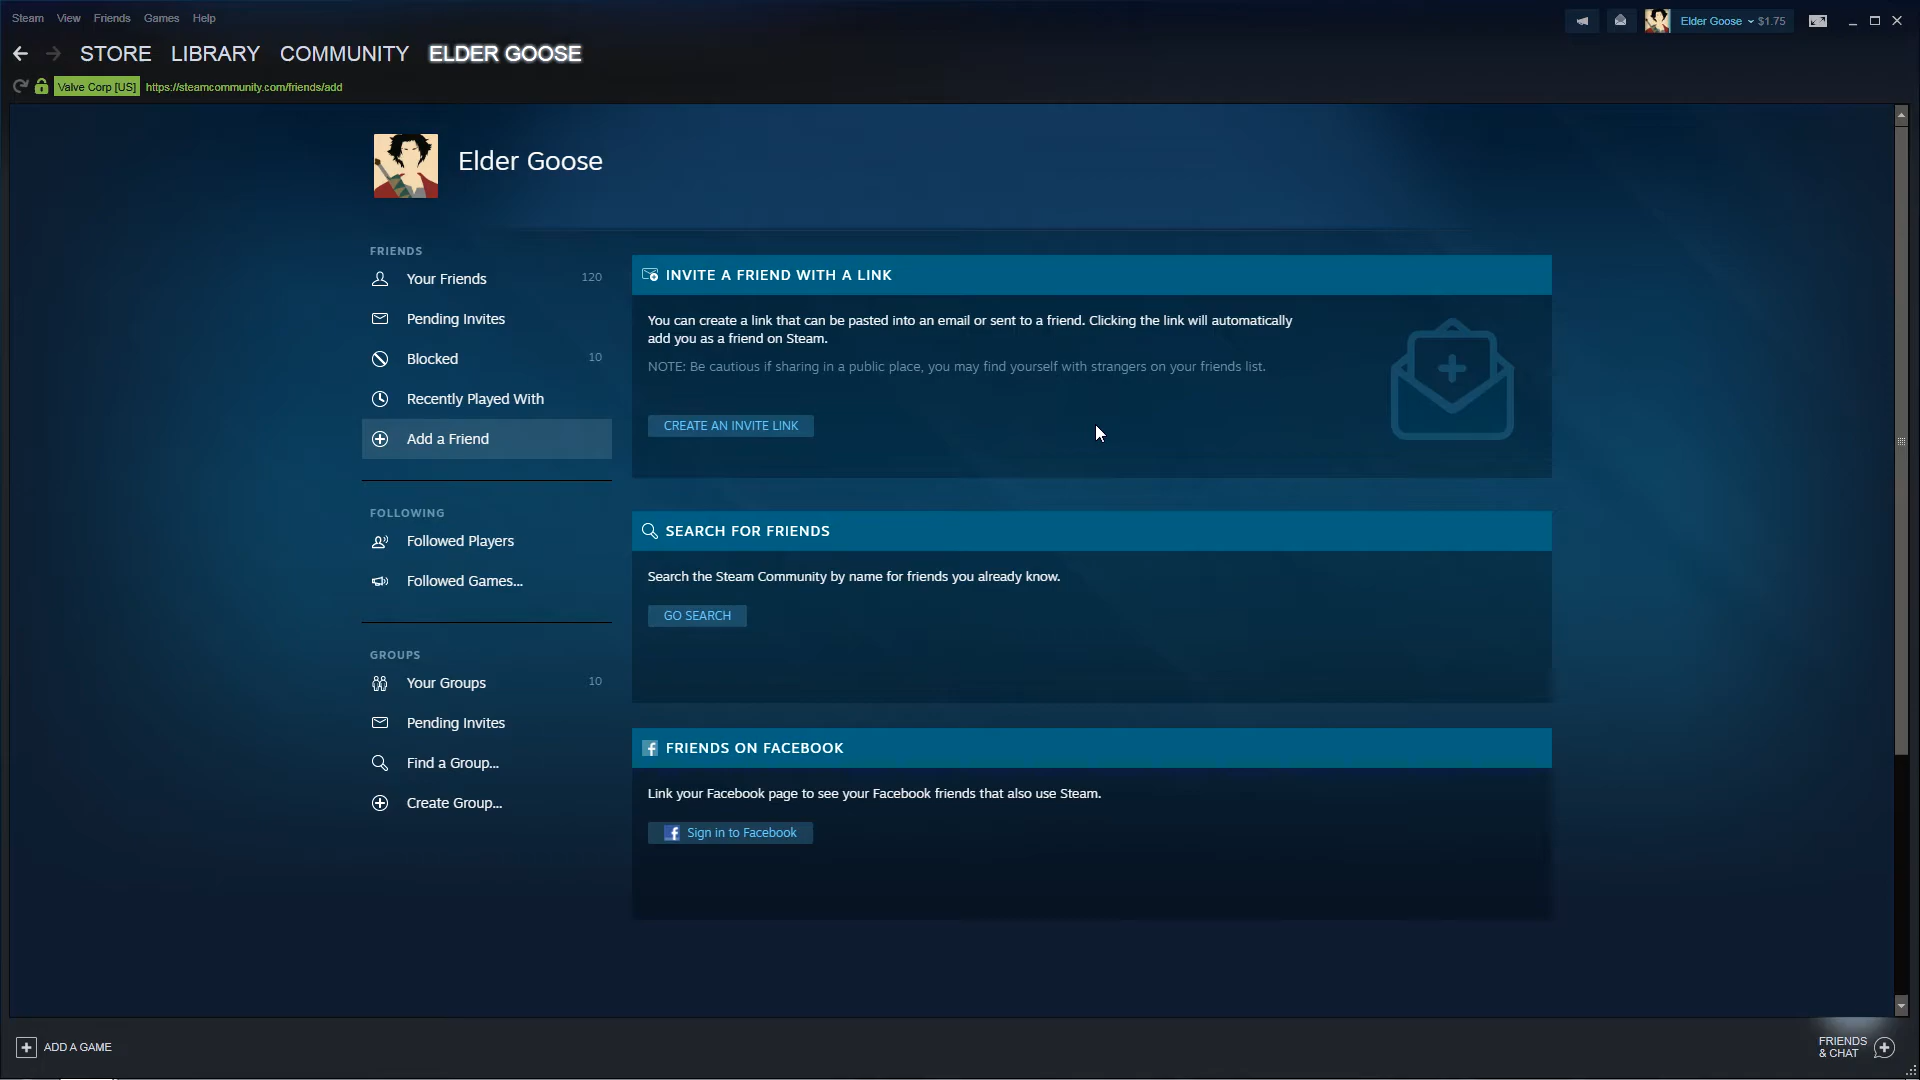 Steam View Friends Games Help
Elder Goose $1.75
STORE LIBRARY COMMUNITY ELDER GOOSE
Valve Corp [US] https://steamcommunity.com/friends/add
Elder Goose
FRIENDS
Your Friends 120
Pending Invites
Blocked 10
Recently Played With
Add a Friend
FOLLOWING
Followed Players
Followed Games...
GROUPS
Your Groups 10
Pending Invites
Find a Group...
Create Group...
INVITE A FRIEND WITH A LINK
You can create a link that can be pasted into an email or sent to a friend. Clicking the link will automatically
add you as a friend on Steam.
NOTE: Be cautious if sharing in a public place, you may find yourself with strangers on your friends list.
CREATE AN INVITE LINK
SEARCH FOR FRIENDS
Search the Steam Community by name for friends you already know.
GO SEARCH
FRIENDS ON FACEBOOK
Link your Facebook page to see your Facebook friends that also use Steam.
Sign in to Facebook
ADD A GAME
FRIENDS
& CHAT